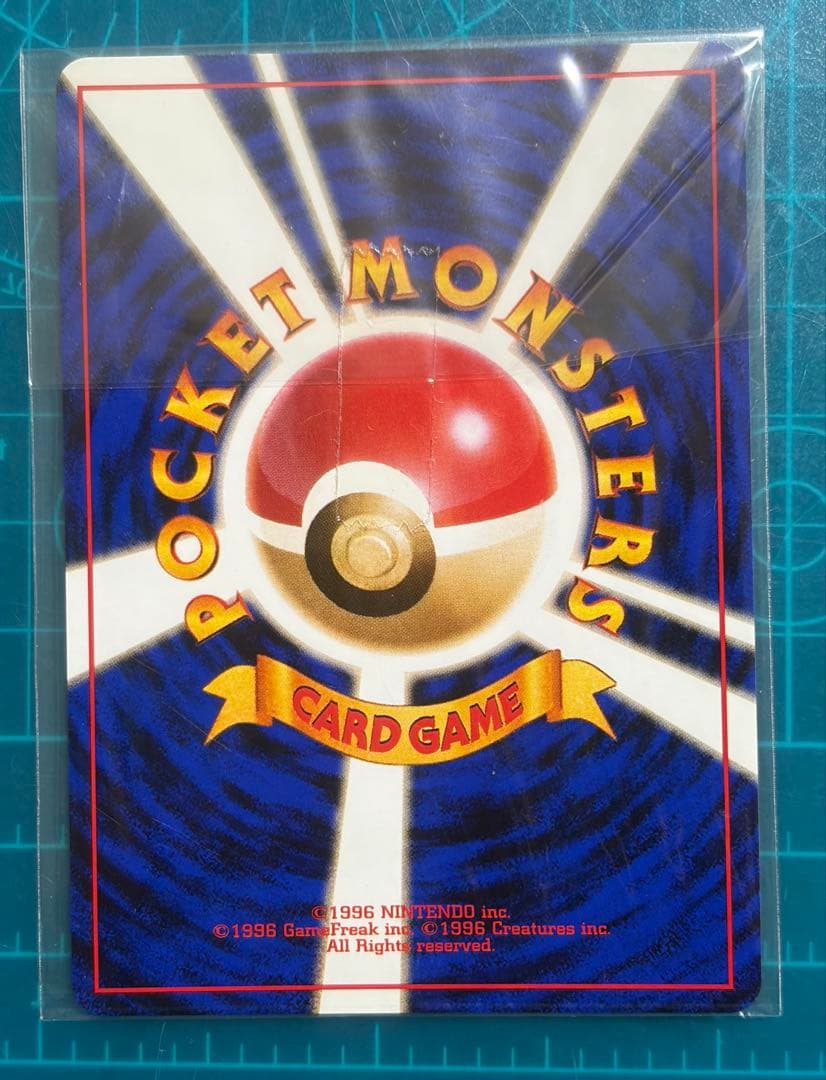 POCKET MONSTERS
CARD GAME
©1996 NINTENDO inc.
©1996 GameFreak inc. ©1996 Creatures inc.
All Rights reserved.